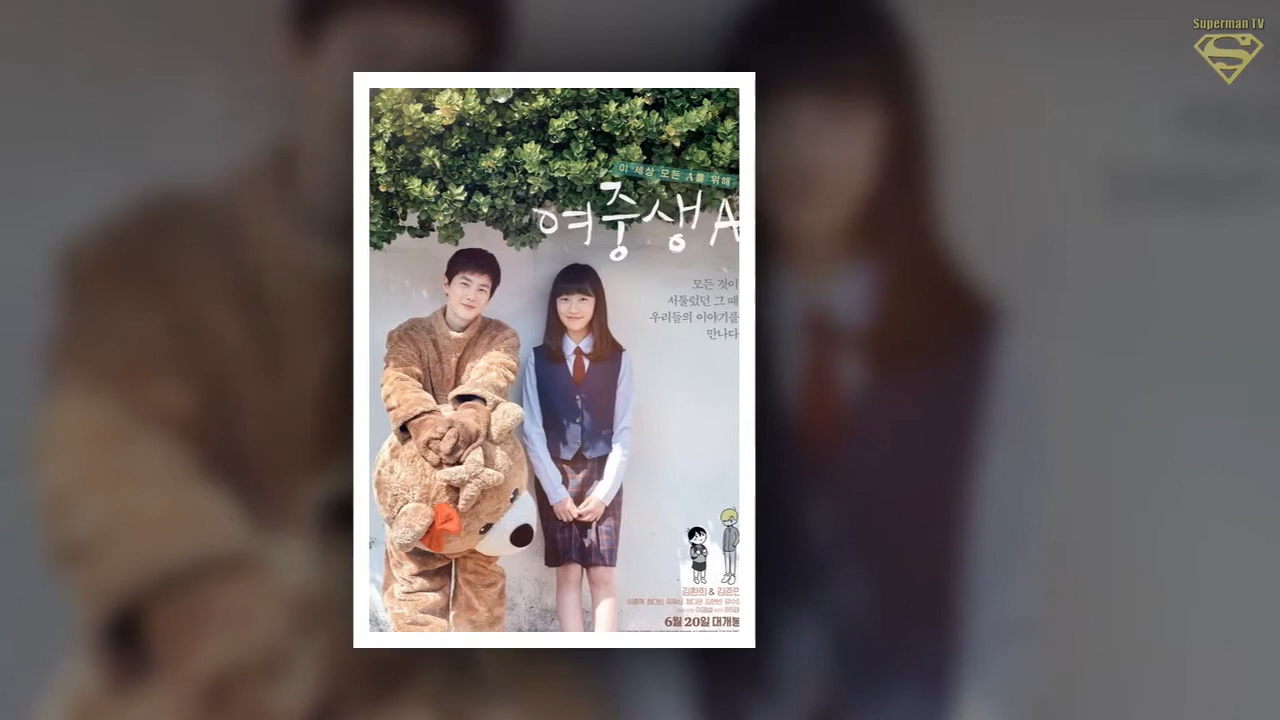 Superman TV
이 세상 모든 A를 위해
여중생A
모든 것이
서툴렀던 그 때
우리들의 이야기를
만나다
김환희 & 김준면
6월 20일 대개봉